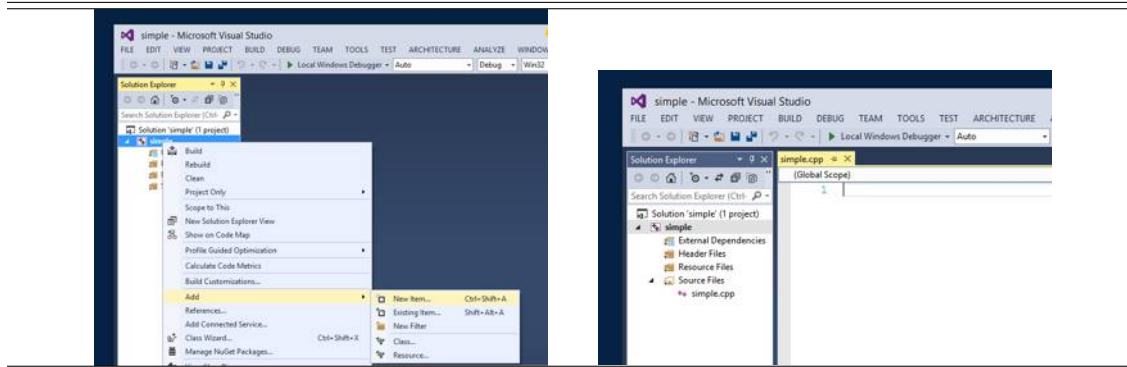 simple - Microsoft Visual Studio
FILE EDIT VIEW PROJECT BUILD DEBUG TEAM TOOLS TEST ARCHITECTURE ANALYZE WINDOW
Local Windows Debugger Auto Debug Win32
Solution Explorer
Search Solution Explorer (Ctrl-
Solution 'simple' (1 project)
simple
Build
Rebuild
Clean
Project Only
Scope to This
New Solution Explorer View
Show on Code Map
Profile Guided Optimization
Calculate Code Metrics
Build Customizations...
Add
References...
Add Connected Service...
Class Wizard... Ctrl+Shift+X
Manage NuGet Packages...
New Item... Ctrl+Shift+A
Existing Item... Shift+Alt+A
New Filter
Class...
Resource...
simple - Microsoft Visual Studio
FILE EDIT VIEW PROJECT BUILD DEBUG TEAM TOOLS TEST ARCHITECTURE
Local Windows Debugger Auto
Solution Explorer
Search Solution Explorer (Ctrl-
Solution 'simple' (1 project)
simple
External Dependencies
Header Files
Resource Files
Source Files
simple.cpp
simple.cpp
(Global Scope)
1